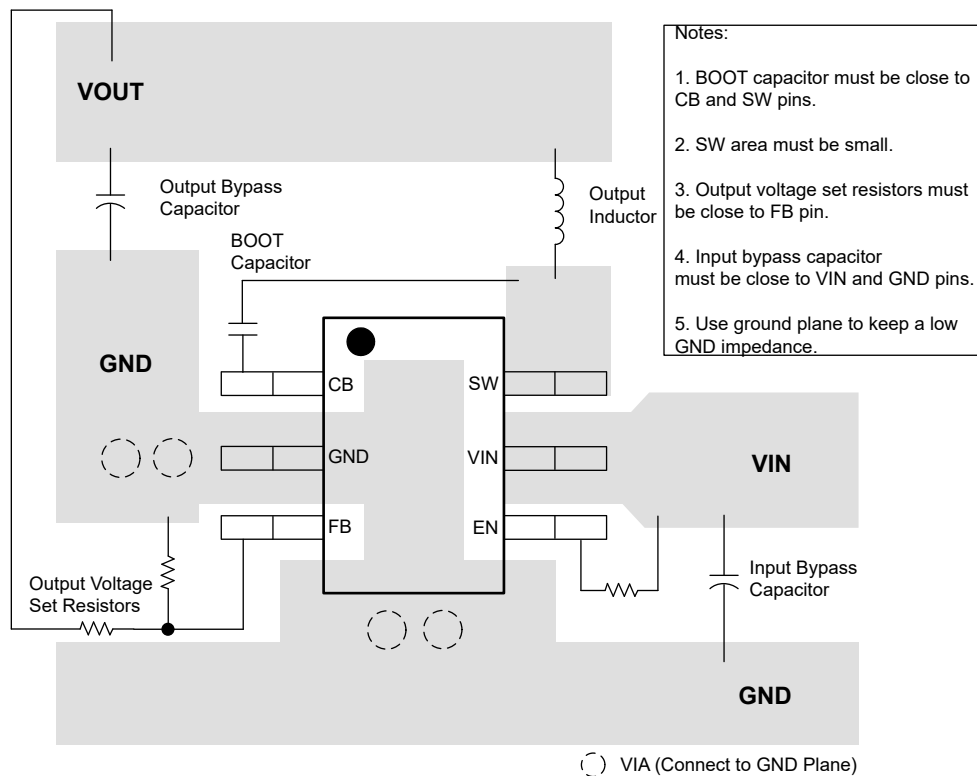 VOUT
Output Bypass
Capacitor
Output
Inductor
BOOT
Capacitor
GND
CB
SW
GND
VIN
VIN
FB
EN
Output Voltage
Set Resistors
Input Bypass
Capacitor
GND
VIA (Connect to GND Plane)
Notes:
1. BOOT capacitor must be close to
CB and SW pins.
2. SW area must be small.
3. Output voltage set resistors must
be close to FB pin.
4. Input bypass capacitor
must be close to VIN and GND pins.
5. Use ground plane to keep a low
GND impedance.